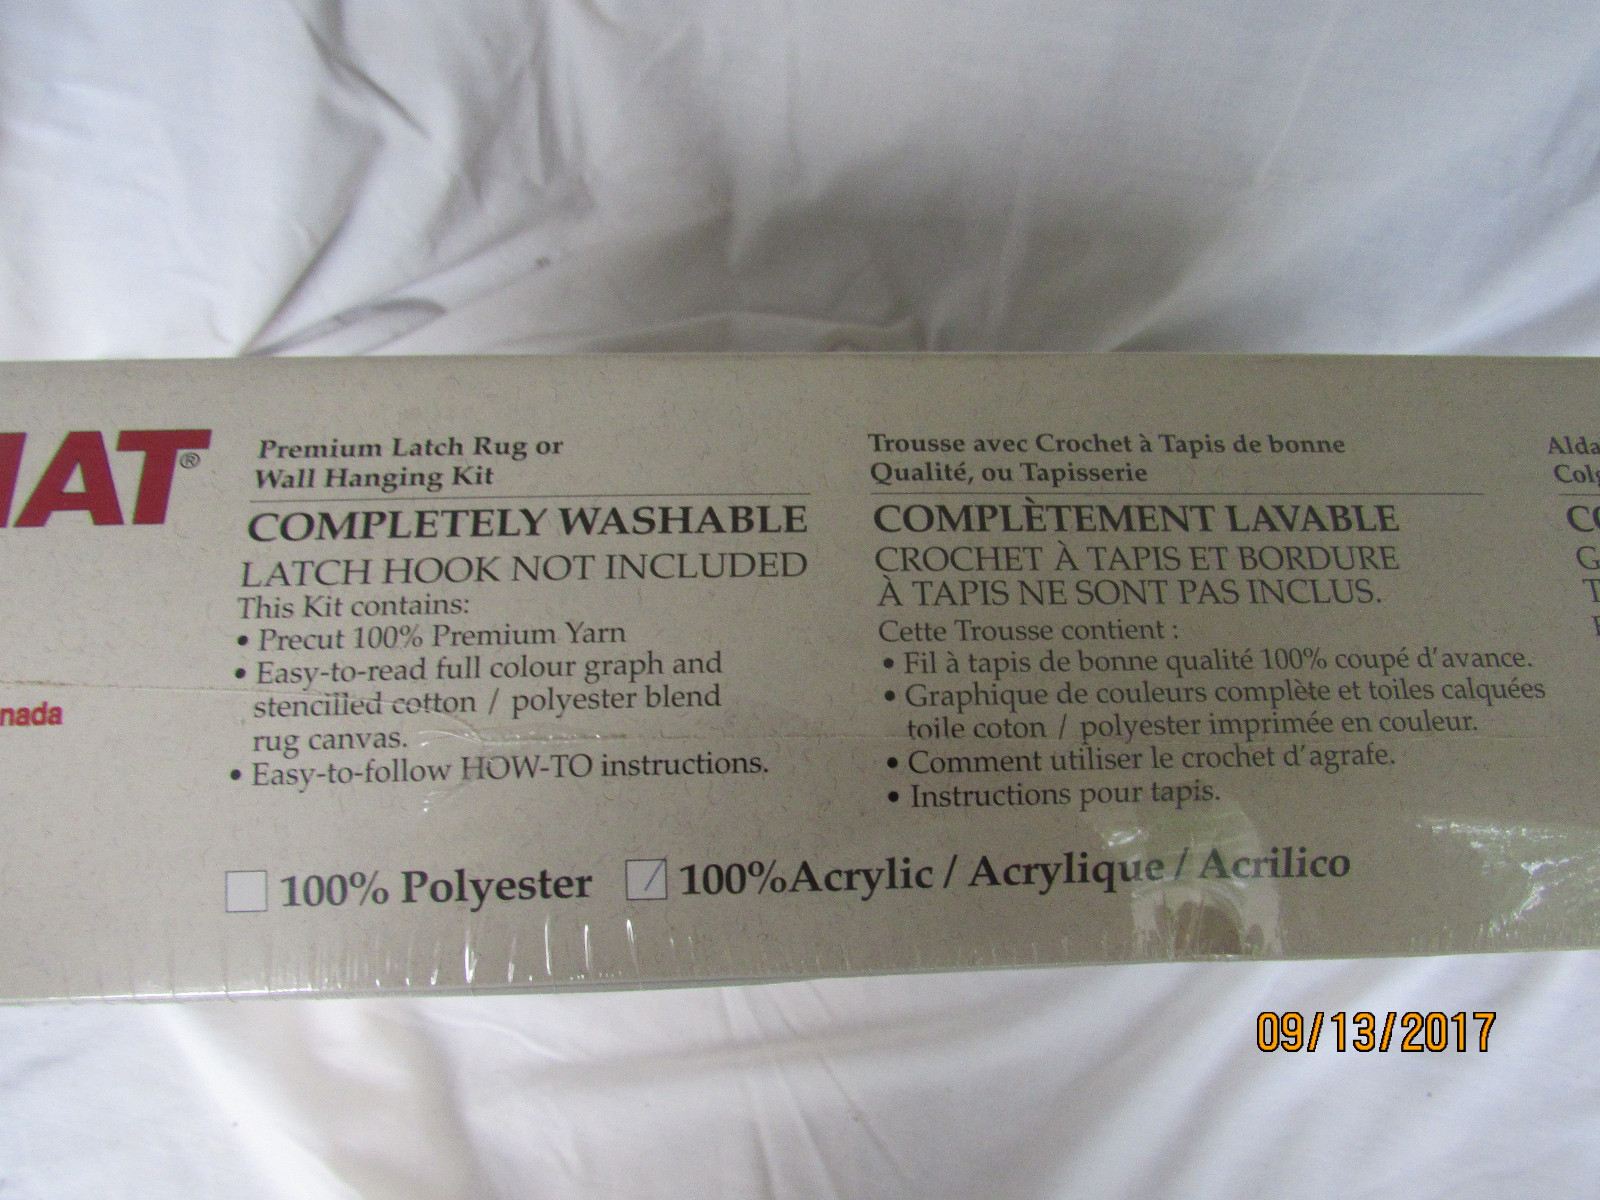 IAT®
nada
Premium Latch Rug or
Wall Hanging Kit
COMPLETELY WASHABLE
LATCH HOOK NOT INCLUDED
This Kit contains:
• Precut 100% Premium Yarn
• Easy-to-read full colour graph and
stencilled cotton / polyester blend
rug canvas.
• Easy-to-follow HOW-TO instructions.
Trousse avec Crochet à Tapis de bonne
Qualité, ou Tapisserie
COMPLÈTEMENT LAVABLE
CROCHET À TAPIS ET BORDURE
À TAPIS NE SONT PAS INCLUS.
Cette Trousse contient :
• Fil à tapis de bonne qualité 100% coupé d'avance.
• Graphique de couleurs complète et toiles calquées
toile coton / polyester imprimée en couleur.
• Comment utiliser le crochet d'agrafe.
• Instructions pour tapis.
Alda
Colg
CO
G
T
100% Polyester
100%Acrylic / Acrylique / Acrilico
09/13/2017